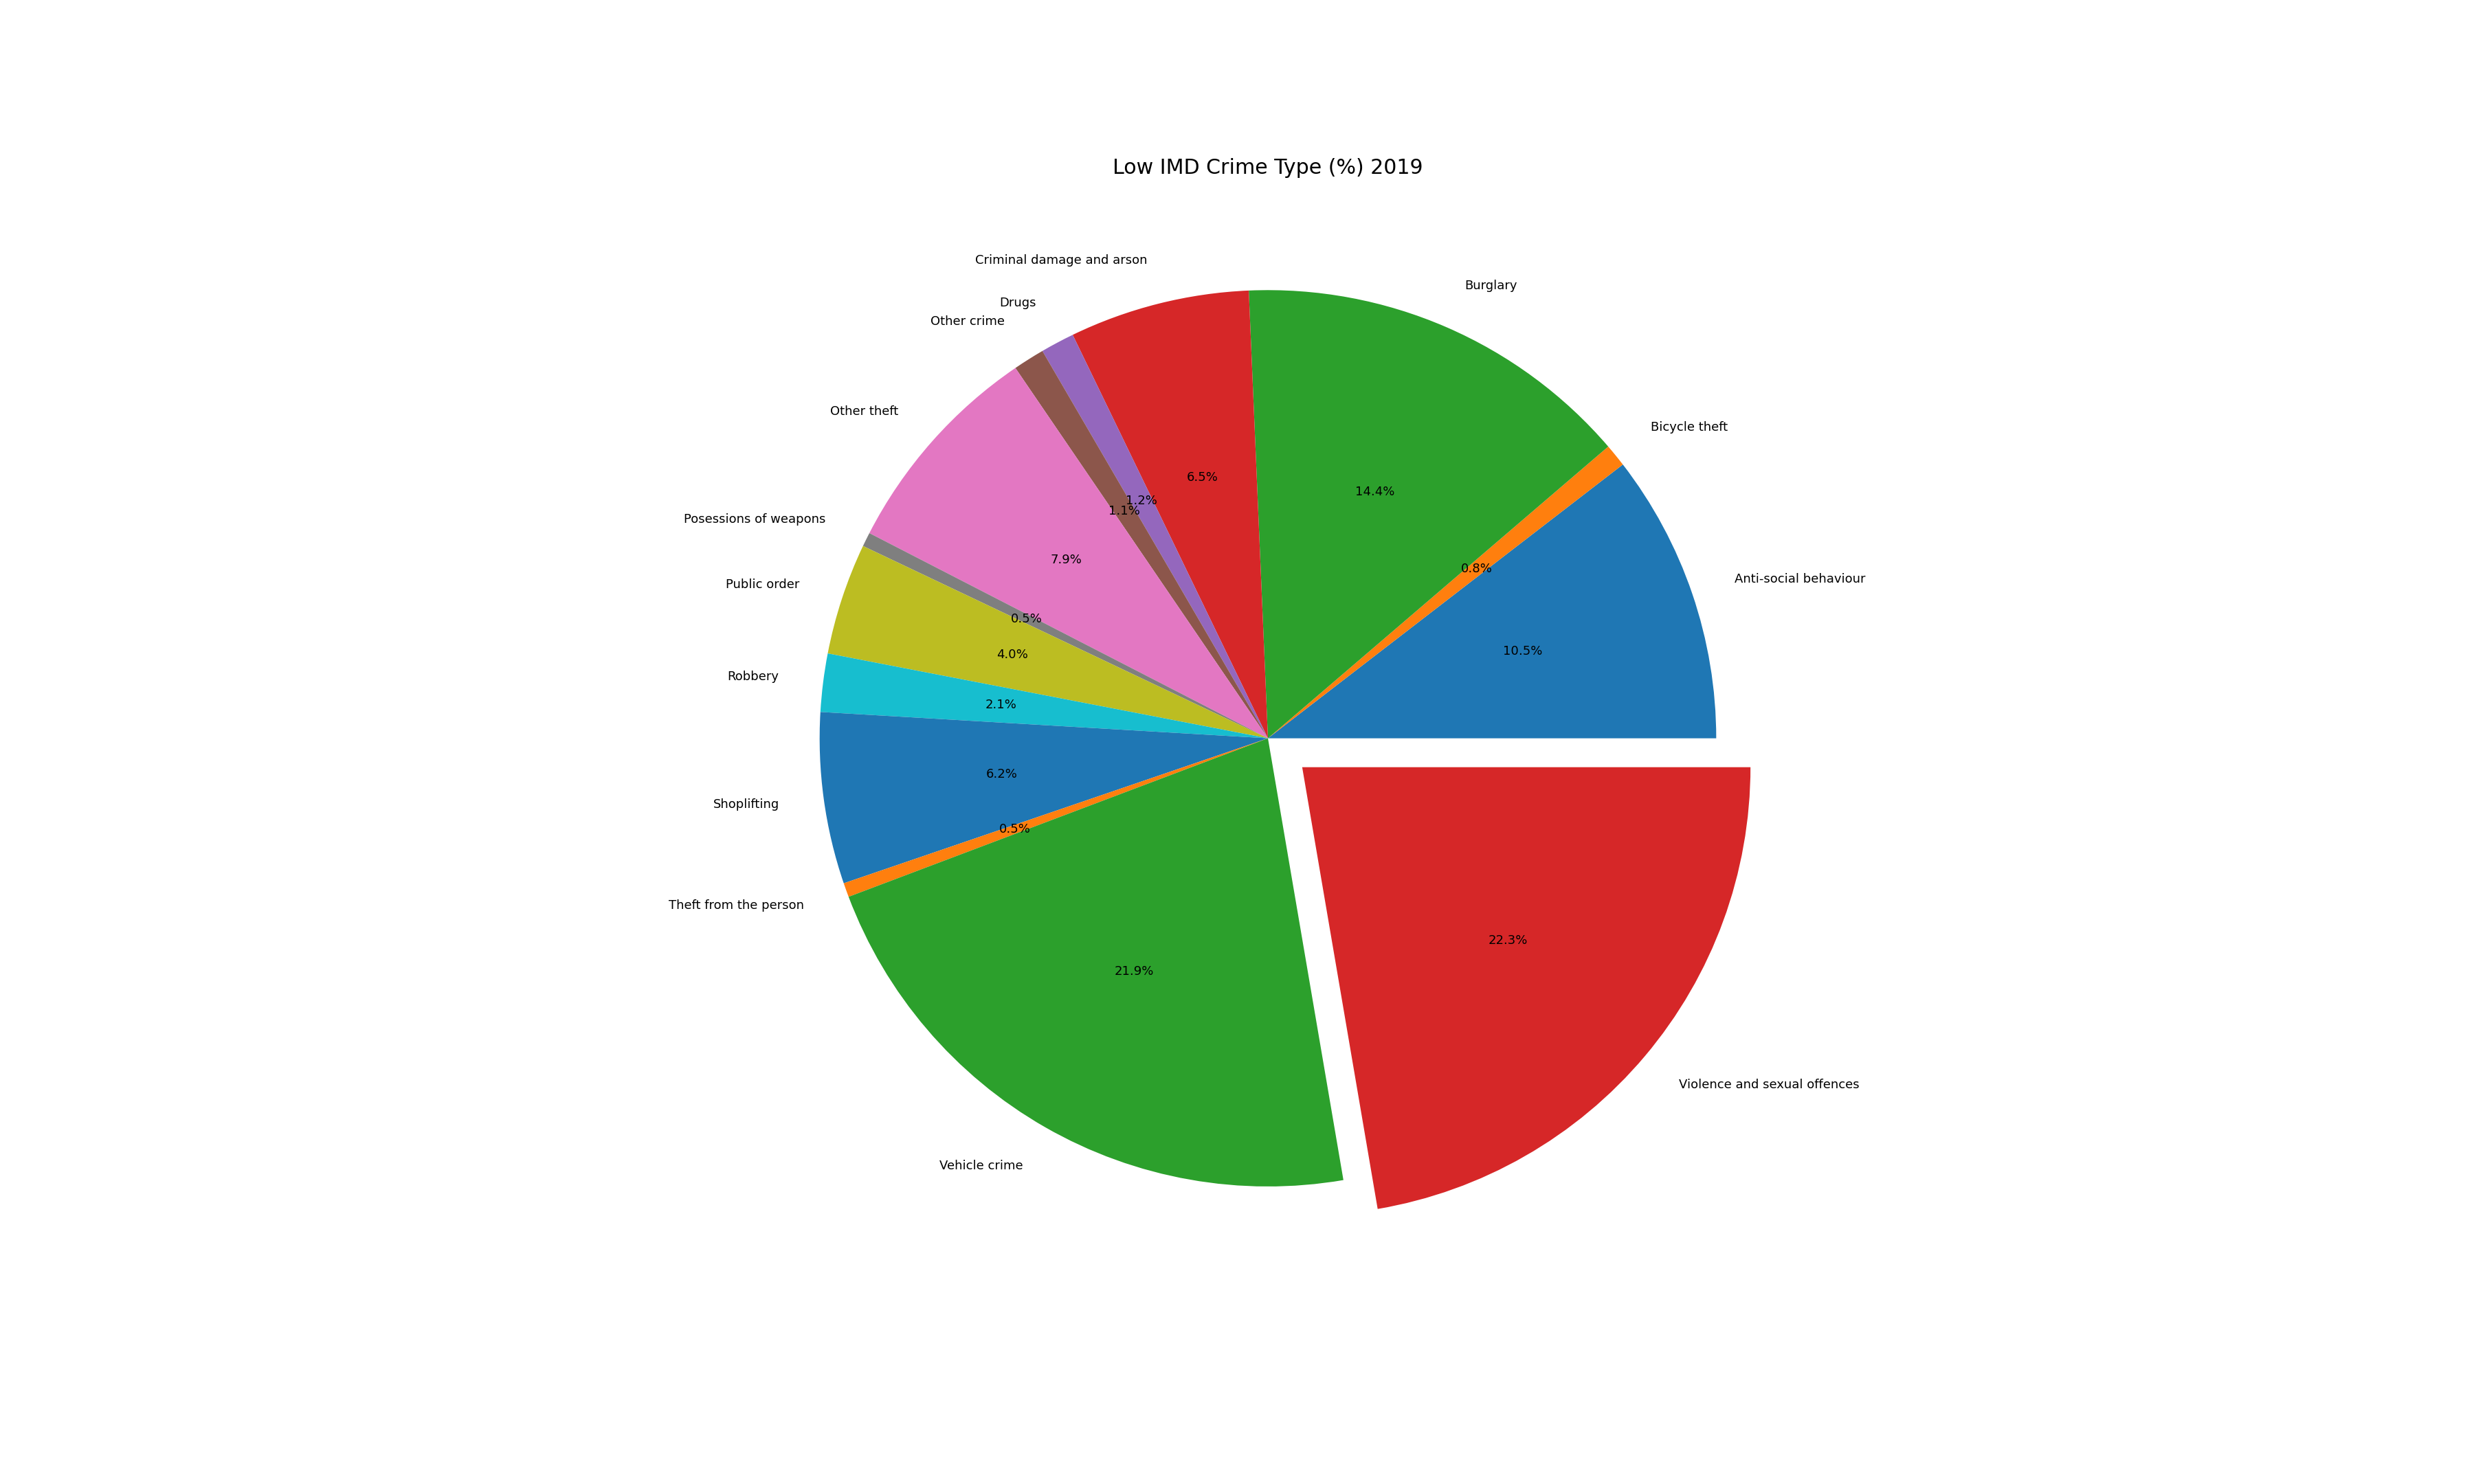 Low IMD Crime Type (%) 2019
Criminal damage and arson
Burglary
Drugs
Other crime
Other theft
Bicycle theft
6.5%
14.4%
1.2%
1.1%
Posessions of weapons
7.9%
0.8%
Anti-social behaviour
Public order
0.5%
4.0%
10.5%
Robbery
2.1%
6.2%
Shoplifting
0.5%
Theft from the person
22.3%
21.9%
Violence and sexual offences
Vehicle crime